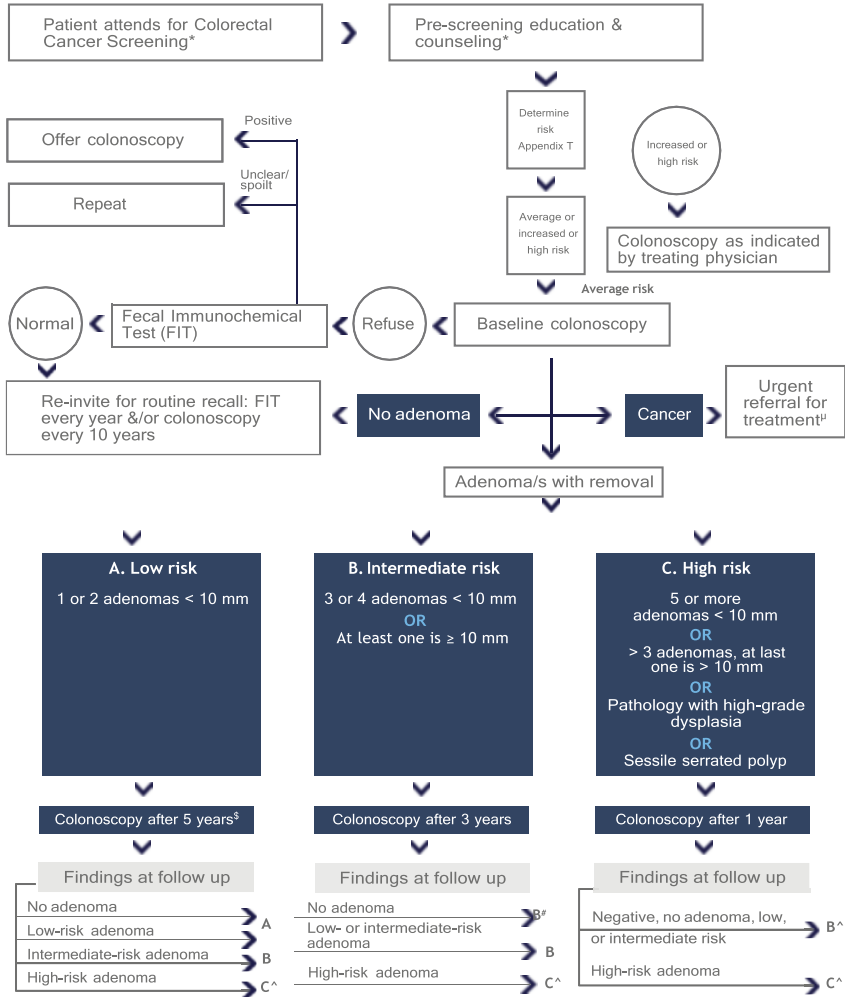 Patient attends for Colorectal
Cancer Screening*
Pre-screening education &
counseling*
Determine
risk
Appendix T
Increased or
high risk
Positive
Offer colonoscopy
Unclear/
spoilt
Repeat
Average or
increased or
high risk
Colonoscopy as indicated
by treating physician
Average risk
Normal
Fecal Immunochemical
Test (FIT)
Refuse
Baseline colonoscopy
Re-invite for routine recall: FIT
every year &/or colonoscopy
every 10 years
No adenoma
Cancer
Urgent
referral for
treatmentµ
Adenoma/s with removal
A. Low risk
1 or 2 adenomas < 10 mm
B. Intermediate risk
3 or 4 adenomas < 10 mm
OR
At least one is ≥ 10 mm
C. High risk
5 or more
adenomas < 10 mm
OR
> 3 adenomas, at last
one is > 10 mm
OR
Pathology with high-grade
dysplasia
OR
Sessile serrated polyp
Colonoscopy after 5 years$
Colonoscopy after 3 years
Colonoscopy after 1 year
Findings at follow up
No adenoma
A
Low-risk adenoma
Intermediate-risk adenoma
B
High-risk adenoma
C^
Findings at follow up
No adenoma
B#
Low- or intermediate-risk
adenoma
B
High-risk adenoma
C^
Findings at follow up
Negative, no adenoma, low,
or intermediate risk
B^
High-risk adenoma
C^